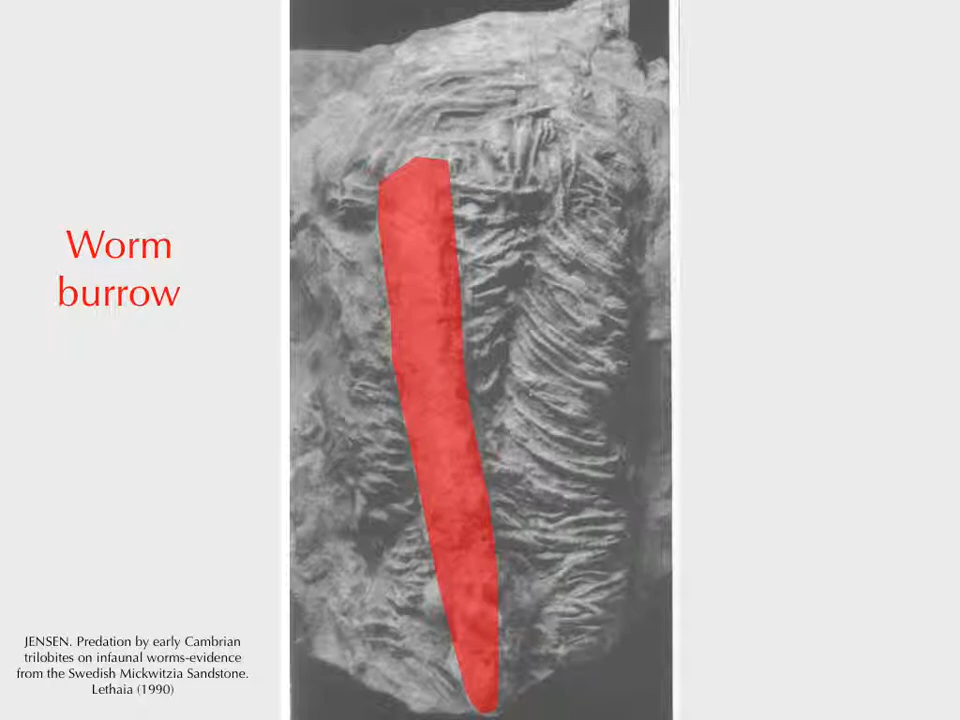 Worm
burrow
JENSEN. Predation by early Cambrian
trilobites on infaunal worms-evidence
from the Swedish Mickwitzia Sandstone.
Lethaia (1990)